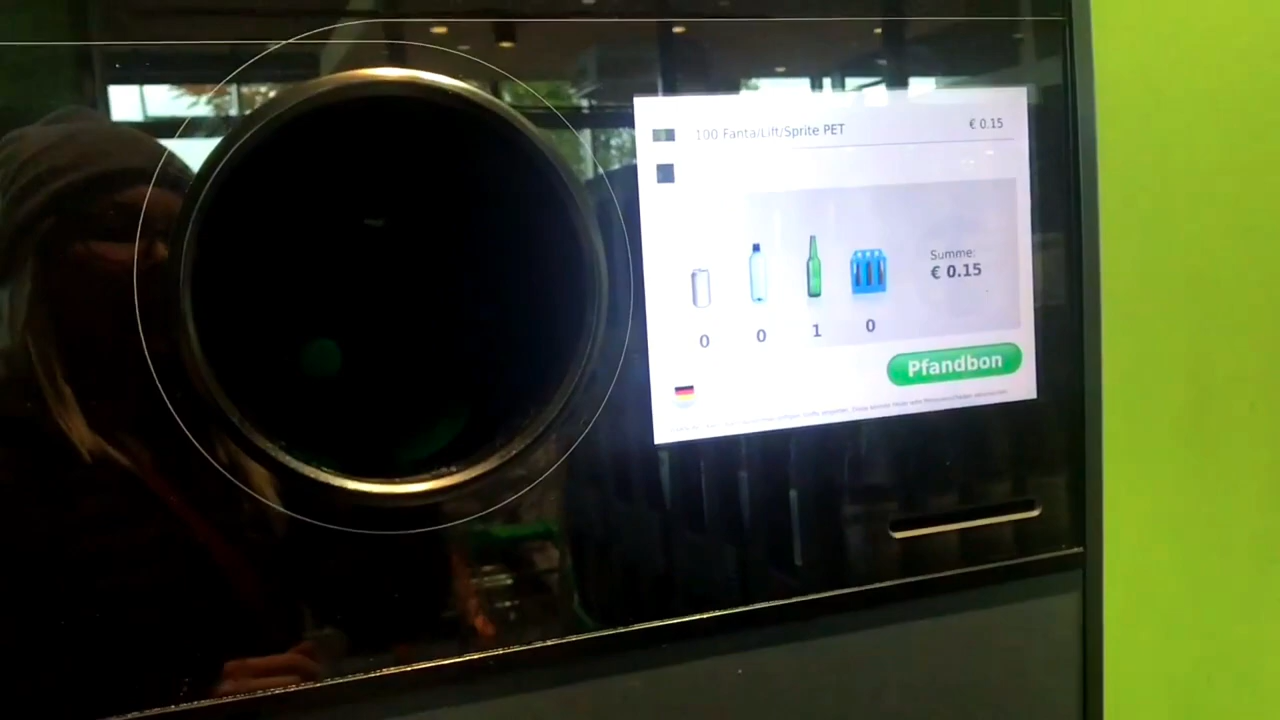 100 Fanta/Lift/Sprite PET € 0.15
Summe:
€ 0.15
0 0 1 0
Pfandbon